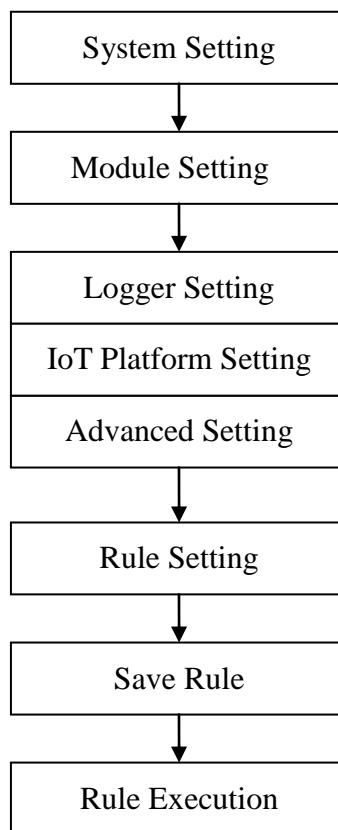 System Setting
Module Setting
Logger Setting
IoT Platform Setting
Advanced Setting
Rule Setting
Save Rule
Rule Execution